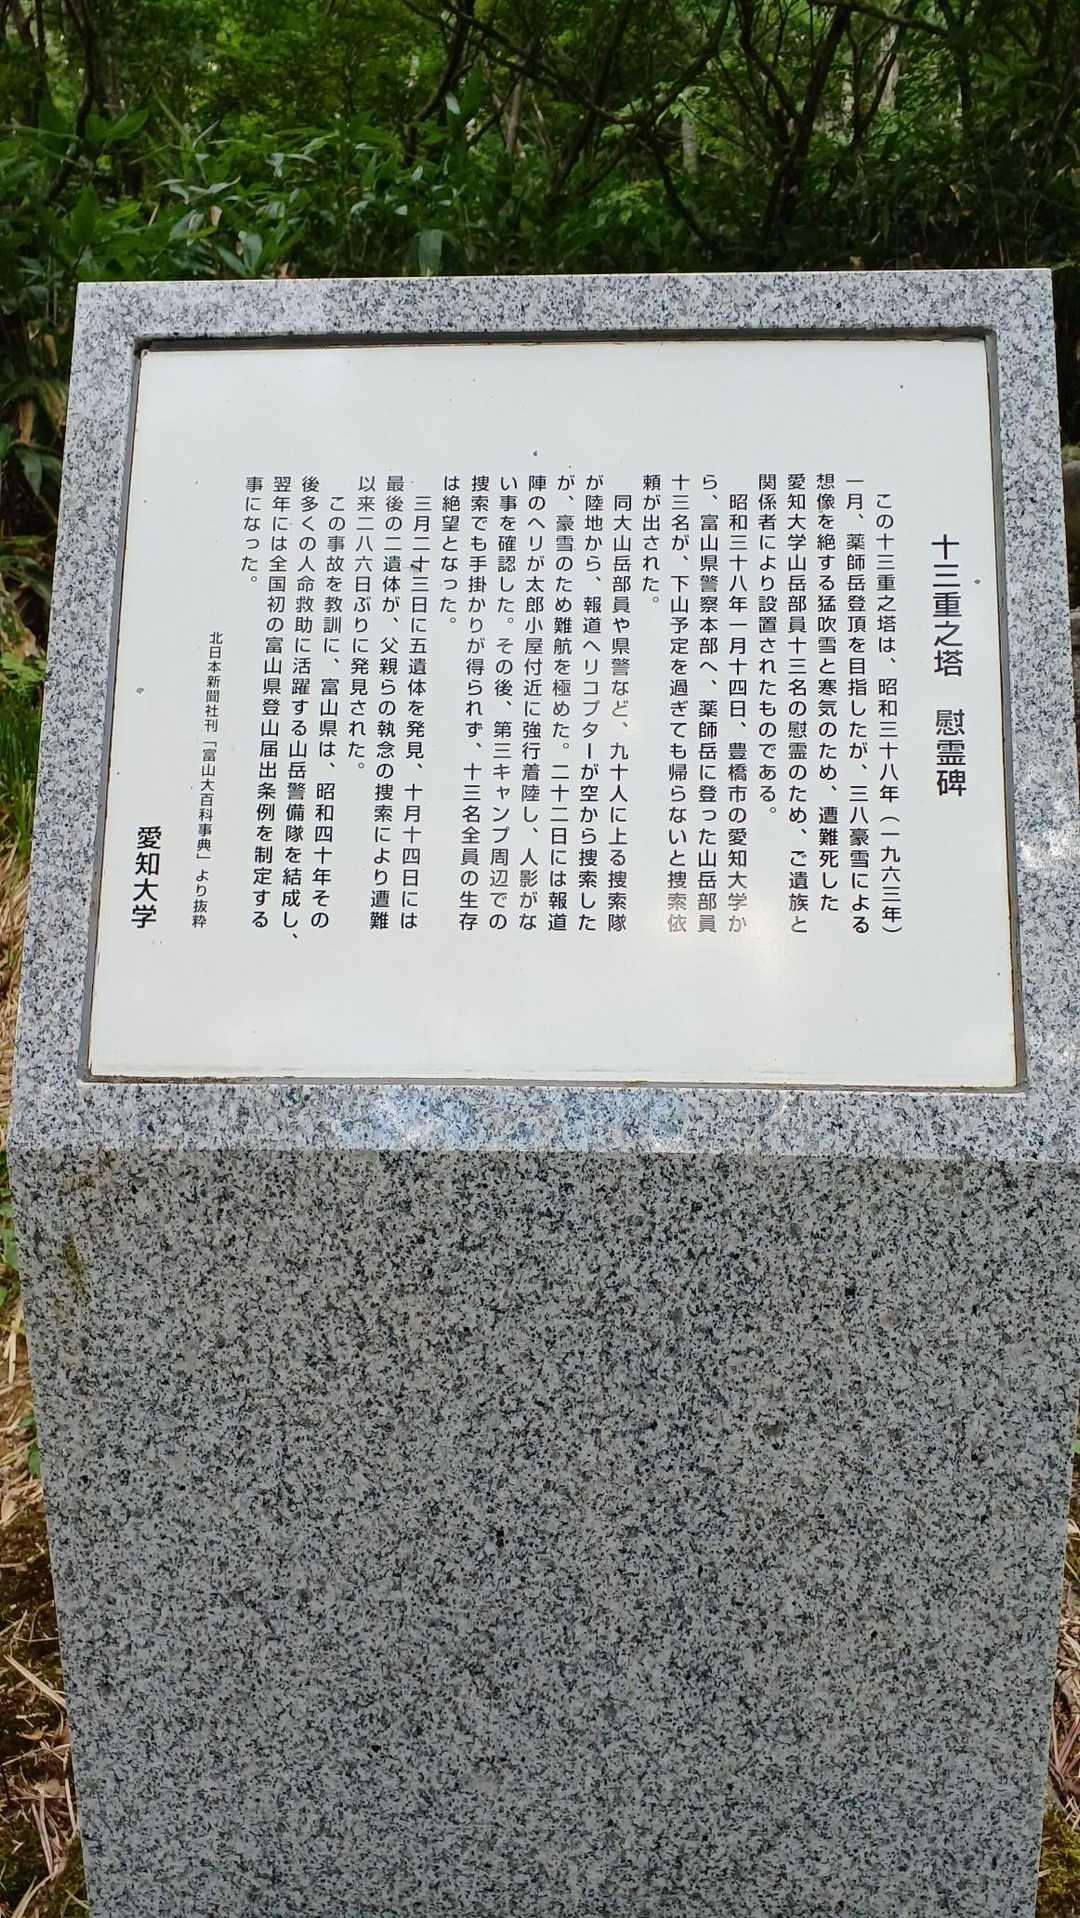 十三重之塔　慰霊碑
この十三重之塔は、昭和三十八年（一九六三年）
一月、薬師岳登頂を目指したが、三八豪雪による
想像を絶する猛吹雪と寒気のため、遭難死した
愛知大学山岳部員十三名の慰霊のため、ご遺族と
関係者により設置されたものである。
昭和三十八年一月十四日、豊橋市の愛知大学か
ら、富山県警察本部へ、薬師岳に登った山岳部員
十三名が、下山予定を過ぎても帰らないと捜索依
頼が出された。
同大山岳部員や県警など、九十人に上る捜索隊
が陸地から、報道ヘリコプターが空から捜索した
が、豪雪のため難航を極めた。二十二日には報道
陣のヘリが太郎小屋付近に強行着陸し、人影がな
い事を確認した。その後、第三キャンプ周辺での
捜索でも手掛かりが得られず、十三名全員の生存
は絶望となった。
三月二十三日に五遺体を発見、十月十四日には
最後の二遺体が、父親らの執念の捜索により遭難
以来二八六日ぶりに発見された。
この事故を教訓に、富山県は、昭和四十年その
後多くの人命救助に活躍する山岳警備隊を結成し、
翌年には全国初の富山県登山届出条例を制定する
事になった。
北日本新聞社刊「富山大百科事典」より抜粋
愛知大学